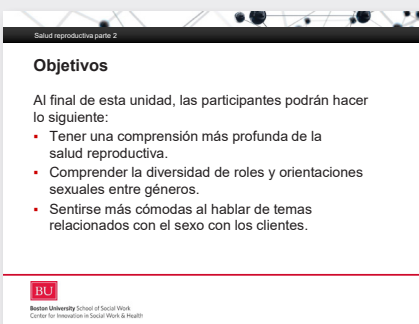 Salud reproductiva parte 2
Objetivos
Al final de esta unidad, las participantes podrán hacer
lo siguiente:
▪ Tener una comprensión más profunda de la
salud reproductiva.
▪ Comprender la diversidad de roles y orientaciones
sexuales entre géneros.
▪ Sentirse más cómodas al hablar de temas
relacionados con el sexo con los clientes.
BU
Boston University School of Social Work
Center for Innovation in Social Work & Health